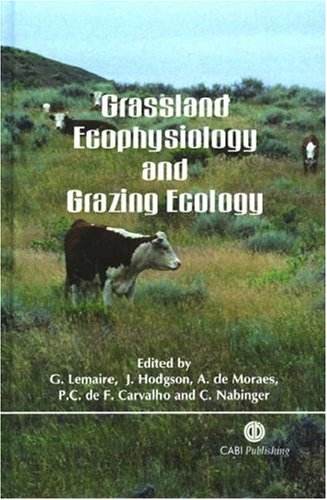 Grassland
Ecophysiology
and
Grazing Ecology
Edited by
G. Lemaire, J. Hodgson, A. de Moraes,
P.C. de F. Carvalho and C. Nabinger
CABI Publishing